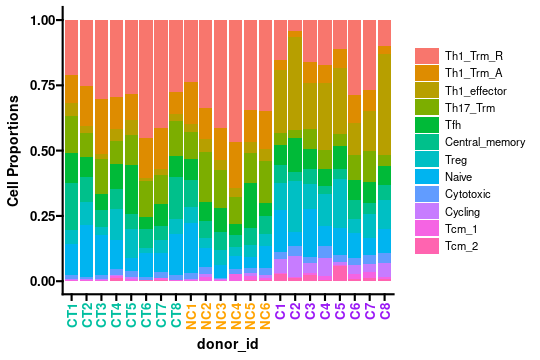 Cell Proportions
1.00
0.75
0.50
0.25
0.00
CT1 CT2 CT3 CT4 CT5 CT6 CT7 CT8 NC1 NC2 NC3 NC4 NC5 NC6 C1 C2 C3 C4 C5 C6 C7 C8
donor_id
Th1_Trm_R
Th1_Trm_A
Th1_effector
Th17_Trm
Tfh
Central_memory
Treg
Naive
Cytotoxic
Cycling
Tcm_1
Tcm_2